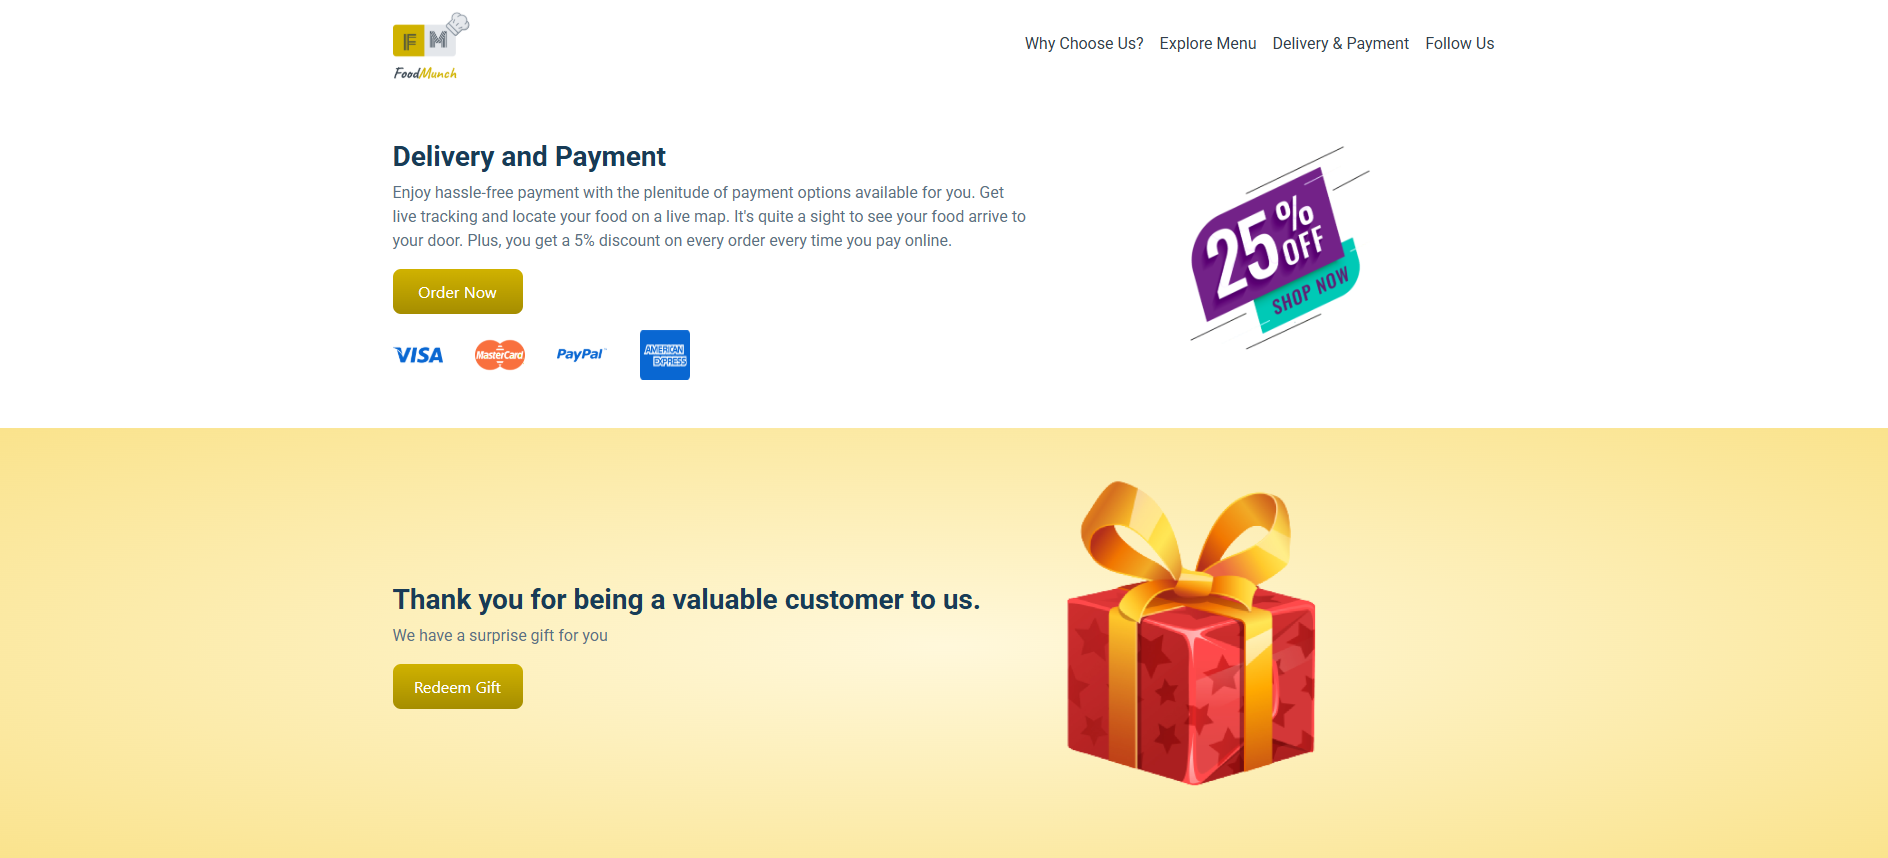 F M
FoodMunch
Why Choose Us? Explore Menu Delivery & Payment Follow Us
Delivery and Payment
Enjoy hassle-free payment with the plenitude of payment options available for you. Get
live tracking and locate your food on a live map. It's quite a sight to see your food arrive to
your door. Plus, you get a 5% discount on every order every time you pay online.
Order Now
VISA MasterCard PayPal AMERICAN
EXPRESS
25%
OFF
SHOP NOW
Thank you for being a valuable customer to us.
We have a surprise gift for you
Redeem Gift